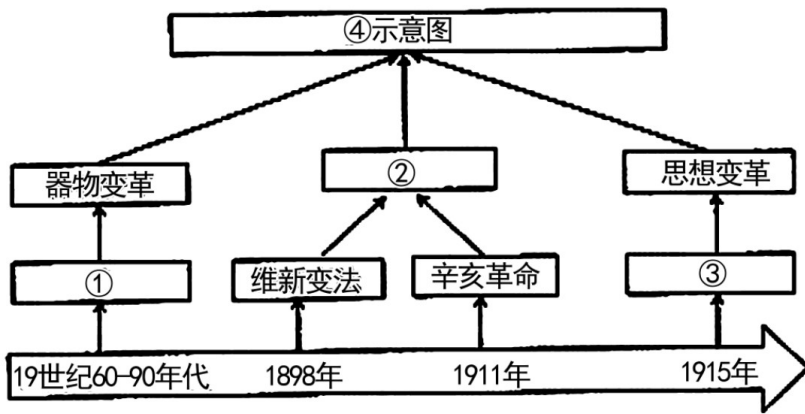 ④示意图
器物变革
②
思想变革
①
维新变法
辛亥革命
③
19世纪60-90年代
1898年
1911年
1915年